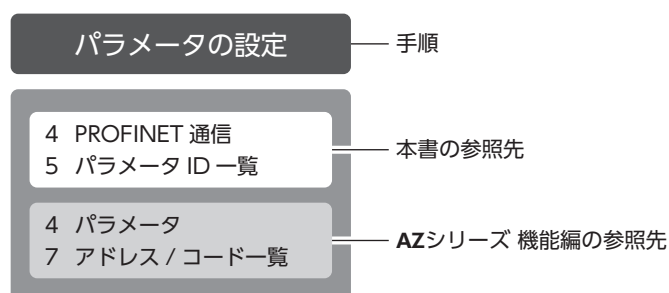 パラメータの設定
手順
4 PROFINET 通信
5 パラメータ ID 一覧
本書の参照先
4 パラメータ
7 アドレス / コード一覧
AZシリーズ 機能編の参照先